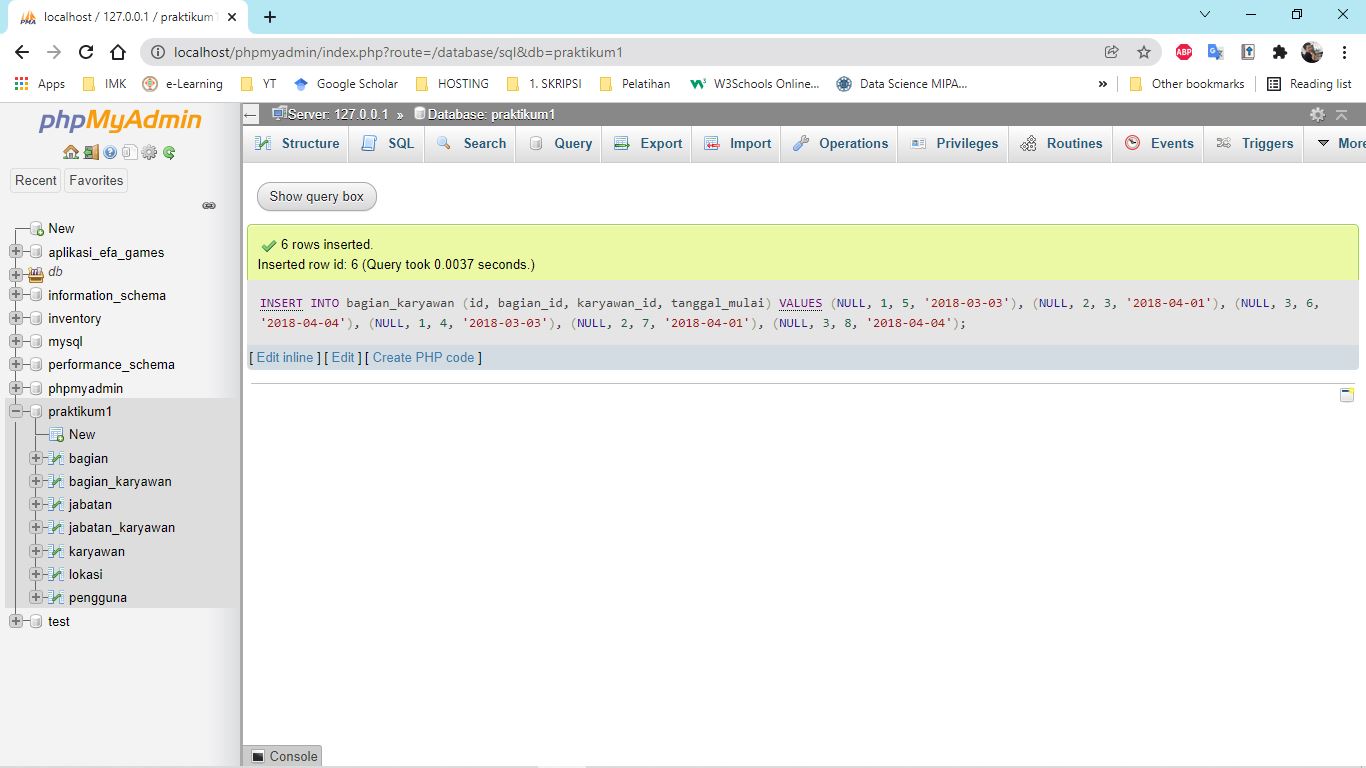 localhost / 127.0.0.1 / praktikum1
localhost/phpmyadmin/index.php?route=/database/sql&db=praktikum1
ABP
Apps IMK e-Learning YT Google Scholar HOSTING 1. SKRIPSI Pelatihan W3Schools Online... Data Science MIPA... » Other bookmarks Reading list
phpMyAdmin
Recent Favorites
New
aplikasi_efa_games
db
information_schema
inventory
mysql
performance_schema
phpmyadmin
praktikum1
New
bagian
bagian_karyawan
jabatan
jabatan_karyawan
karyawan
lokasi
pengguna
test
Server: 127.0.0.1 » Database: praktikum1
Structure SQL Search Query Export Import Operations Privileges Routines Events Triggers More
Show query box
6 rows inserted.
Inserted row id: 6 (Query took 0.0037 seconds.)
INSERT INTO bagian_karyawan (id, bagian_id, karyawan_id, tanggal_mulai) VALUES (NULL, 1, 5, '2018-03-03'), (NULL, 2, 3, '2018-04-01'), (NULL, 3, 6,
'2018-04-04'), (NULL, 1, 4, '2018-03-03'), (NULL, 2, 7, '2018-04-01'), (NULL, 3, 8, '2018-04-04');
[ Edit inline ] [ Edit ] [ Create PHP code ]
Console